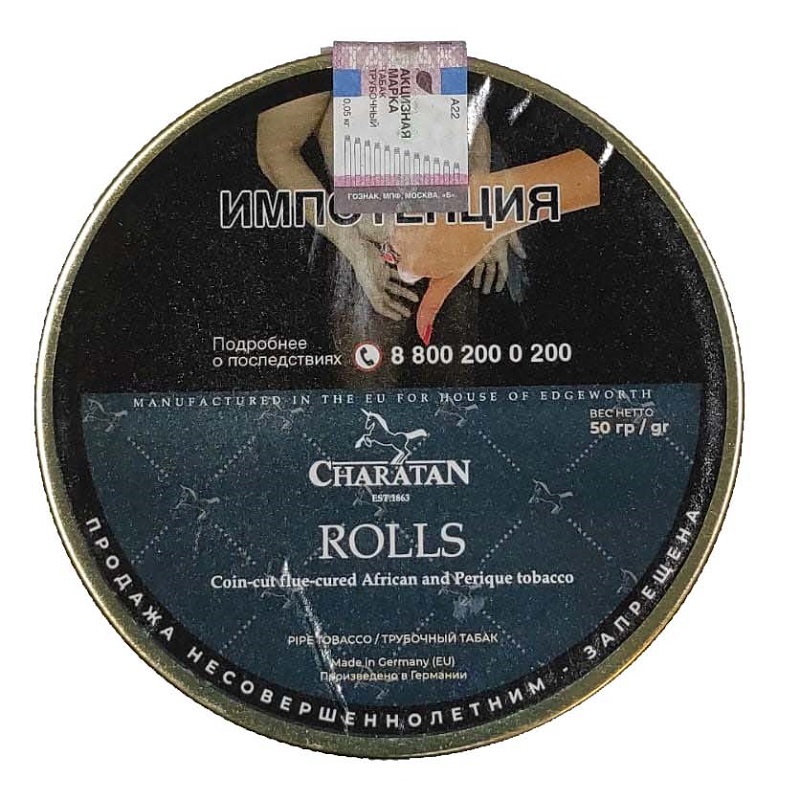 АКЦИЗНАЯ
МАРКА
ТАБАК
ТРУБОЧНЫЙ
0,05 кг
А22
ГОЗНАК, МПФ, МОСКВА, «Б».
ИМПОТЕНЦИЯ
Подробнее
о последствиях
8 800 200 0 200
MANUFACTURED IN THE EU FOR HOUSE OF EDGEWORTH
ВЕС НЕТТО
50 гр / gr
CHARATAN
EST.1863
ROLLS
Coin-cut flue-cured African and Perique tobacco
PIPE TOBACCO / ТРУБОЧНЫЙ ТАБАК
Made in Germany (EU)
Произведено в Германии
ПРОДАЖА НЕСОВЕРШЕННОЛЕТНИМ - ЗАПРЕЩЕНА